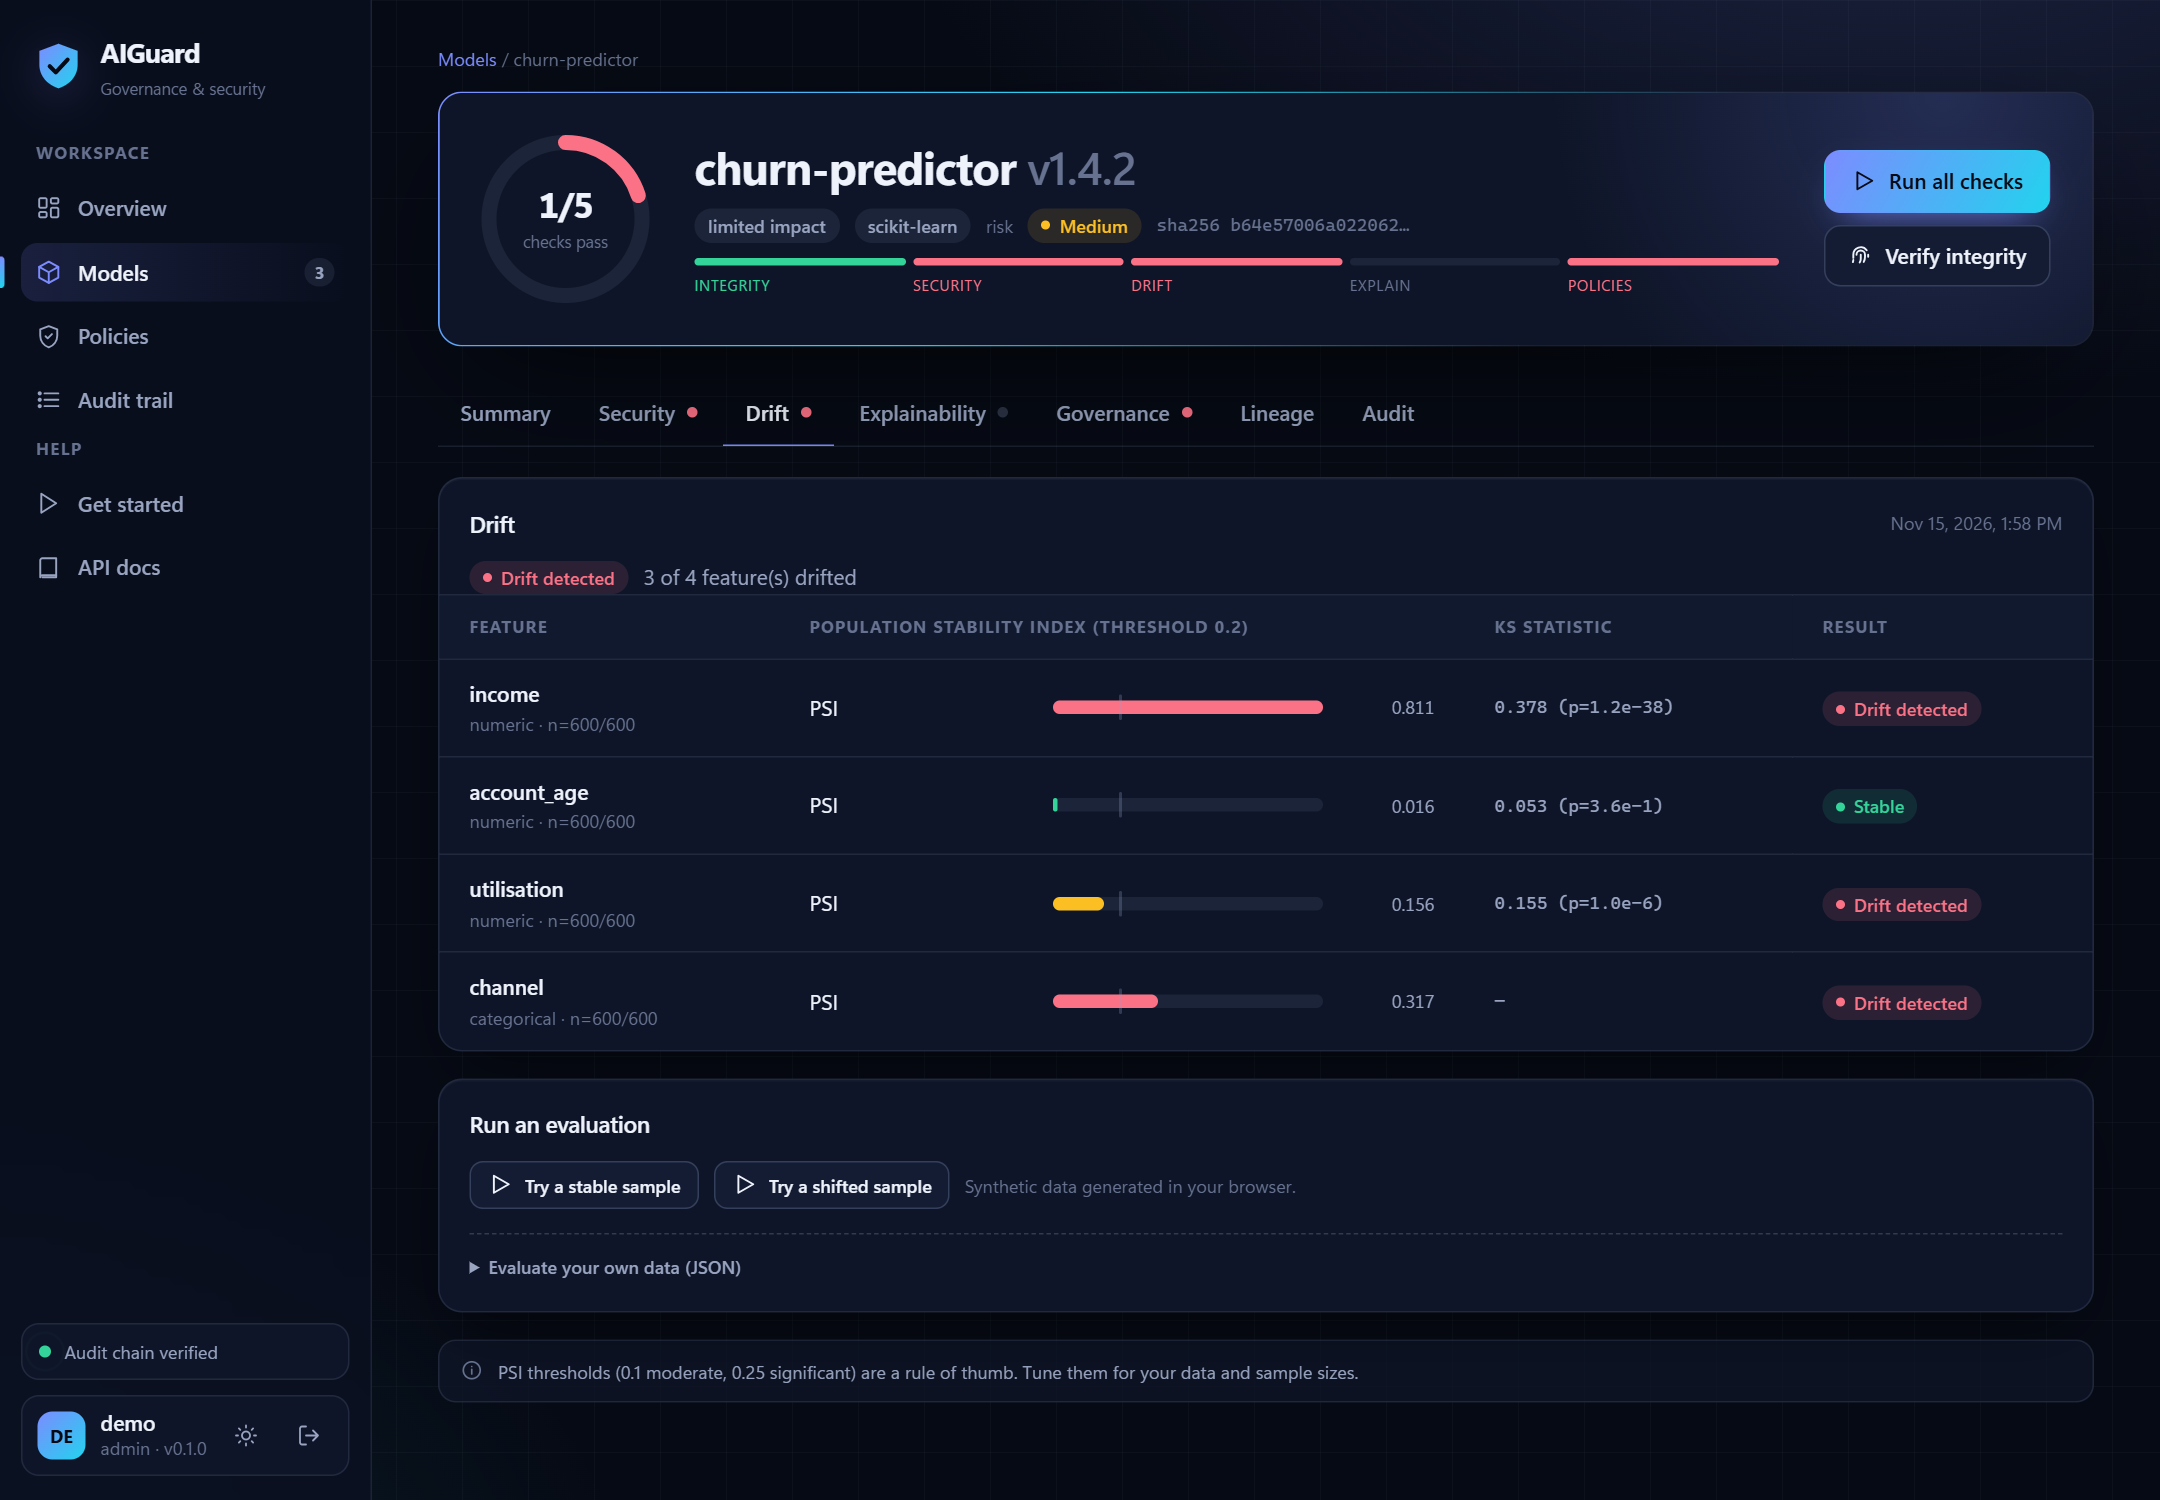 AIGuard
Governance & security
WORKSPACE
Overview
Models 3
Policies
Audit trail
HELP
Get started
API docs
Audit chain verified
DE
demo
admin · v0.1.0
Models / churn-predictor
1/5
checks pass
churn-predictor v1.4.2
limited impact scikit-learn risk Medium sha256 b64e57006a022062…
INTEGRITY SECURITY DRIFT EXPLAIN POLICIES
Run all checks
Verify integrity
Summary Security Drift Explainability Governance Lineage Audit
Drift Nov 15, 2026, 1:58 PM
Drift detected 3 of 4 feature(s) drifted
FEATURE POPULATION STABILITY INDEX (THRESHOLD 0.2) KS STATISTIC RESULT
income
numeric · n=600/600
PSI 0.811 0.378 (p=1.2e−38) Drift detected
account_age
numeric · n=600/600
PSI 0.016 0.053 (p=3.6e−1) Stable
utilisation
numeric · n=600/600
PSI 0.156 0.155 (p=1.0e−6) Drift detected
channel
categorical · n=600/600
PSI 0.317 – Drift detected
Run an evaluation
Try a stable sample Try a shifted sample Synthetic data generated in your browser.
Evaluate your own data (JSON)
PSI thresholds (0.1 moderate, 0.25 significant) are a rule of thumb. Tune them for your data and sample sizes.